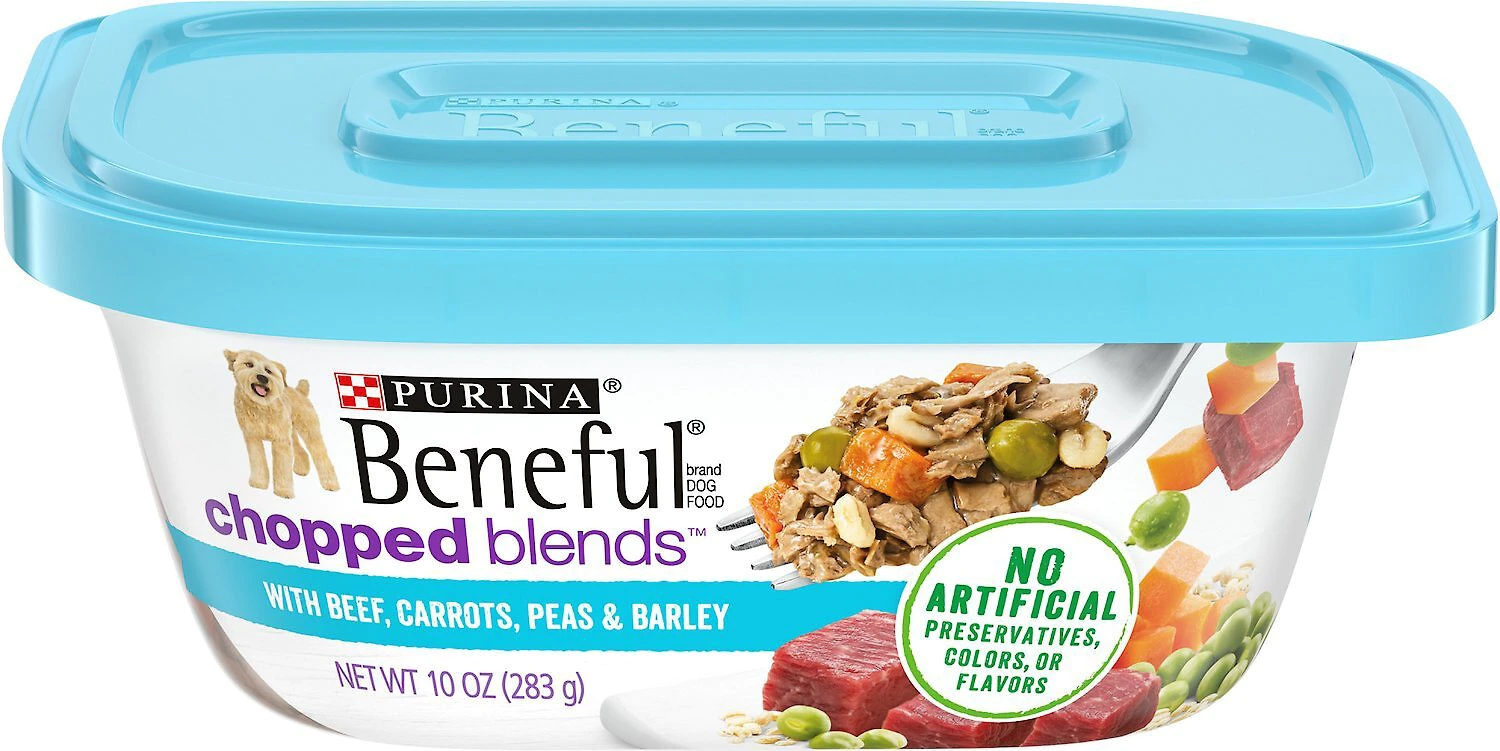 PURINA®
Beneful®
PURINA®
Beneful®
brand
DOG
FOOD
chopped blends™
WITH BEEF, CARROTS, PEAS & BARLEY
NET WT 10 OZ (283 g)
NO
ARTIFICIAL
PRESERVATIVES,
COLORS, OR
FLAVORS